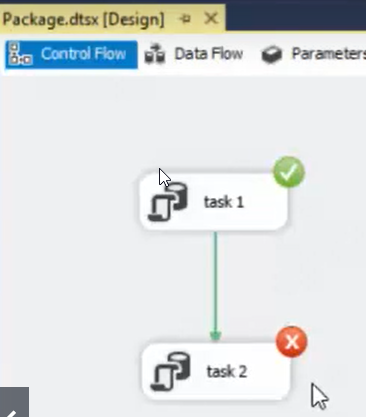 Package.dtsx [Design]
Control Flow Data Flow Parameters
task 1
task 2